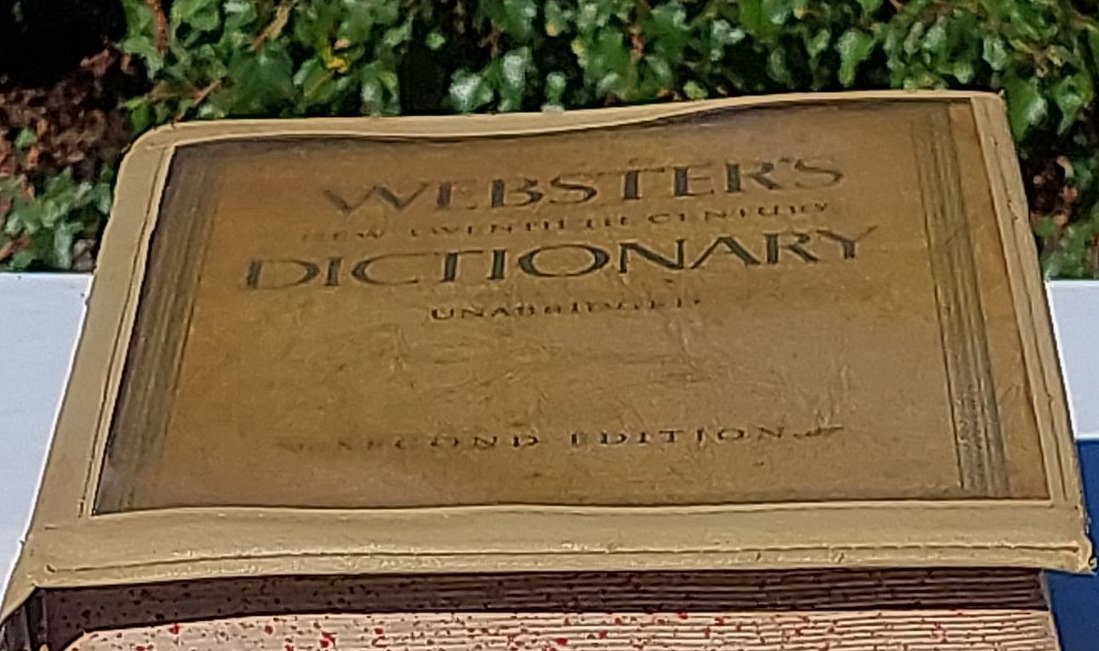 WEBSTER'S
NEW TWENTIETH CENTURY
DICTIONARY
UNABRIDGED
SECOND EDITION